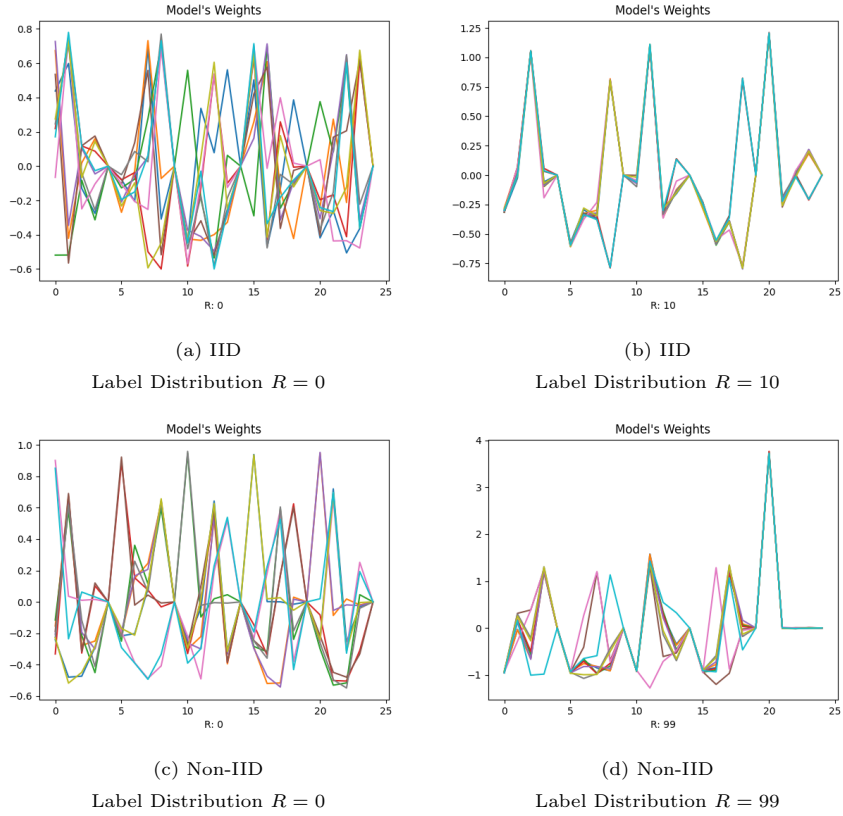 Model's Weights
0.8
0.6
0.4
0.2
0.0
−0.2
−0.4
−0.6
0 5 10 15 20 25
R: 0
(a) IID
Label Distribution R = 0
Model's Weights
1.25
1.00
0.75
0.50
0.25
0.00
−0.25
−0.50
−0.75
0 5 10 15 20 25
R: 10
(b) IID
Label Distribution R = 10
Model's Weights
1.0
0.8
0.6
0.4
0.2
0.0
−0.2
−0.4
−0.6
0 5 10 15 20 25
R: 0
(c) Non-IID
Label Distribution R = 0
Model's Weights
4
3
2
1
0
−1
0 5 10 15 20 25
R: 99
(d) Non-IID
Label Distribution R = 99